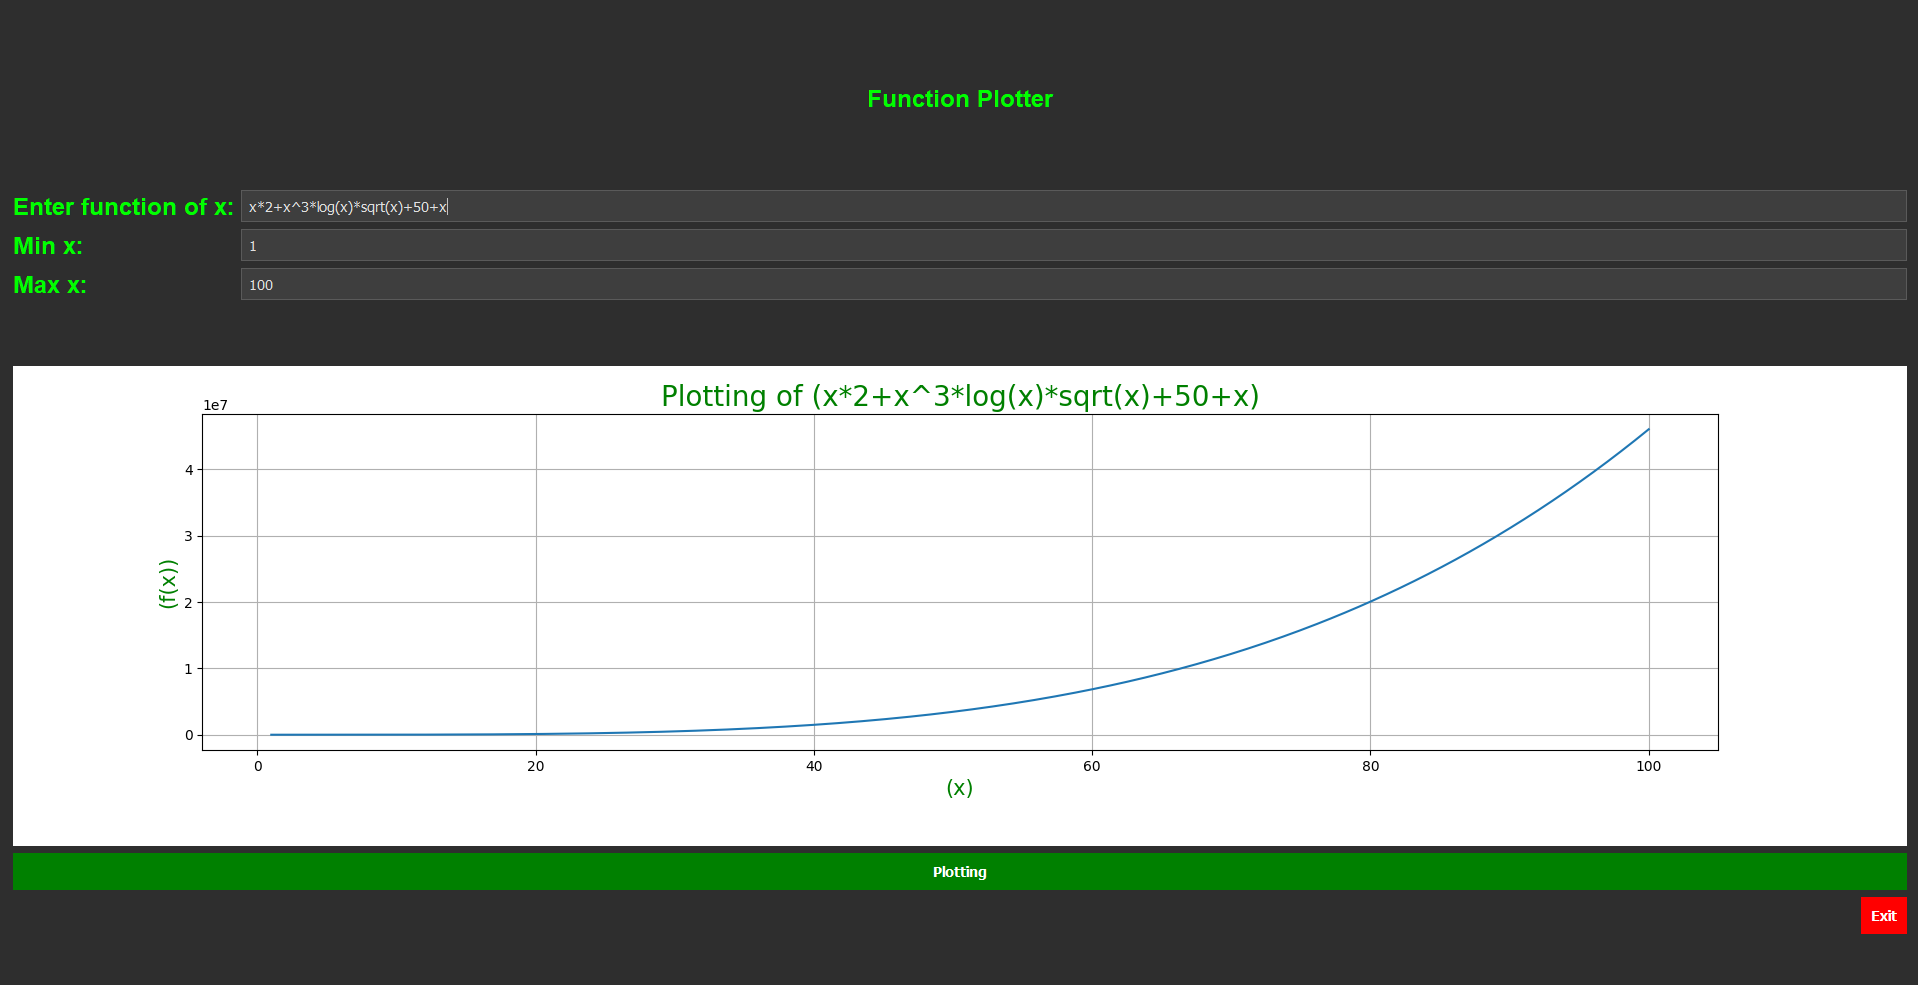 Function Plotter
Enter function of x: x*2+x^3*log(x)*sqrt(x)+50+x
Min x: 1
Max x: 100
Plotting of (x*2+x^3*log(x)*sqrt(x)+50+x)
1e7
4
3
2
1
0
(f(x))
0 20 40 60 80 100
(x)
Plotting
Exit